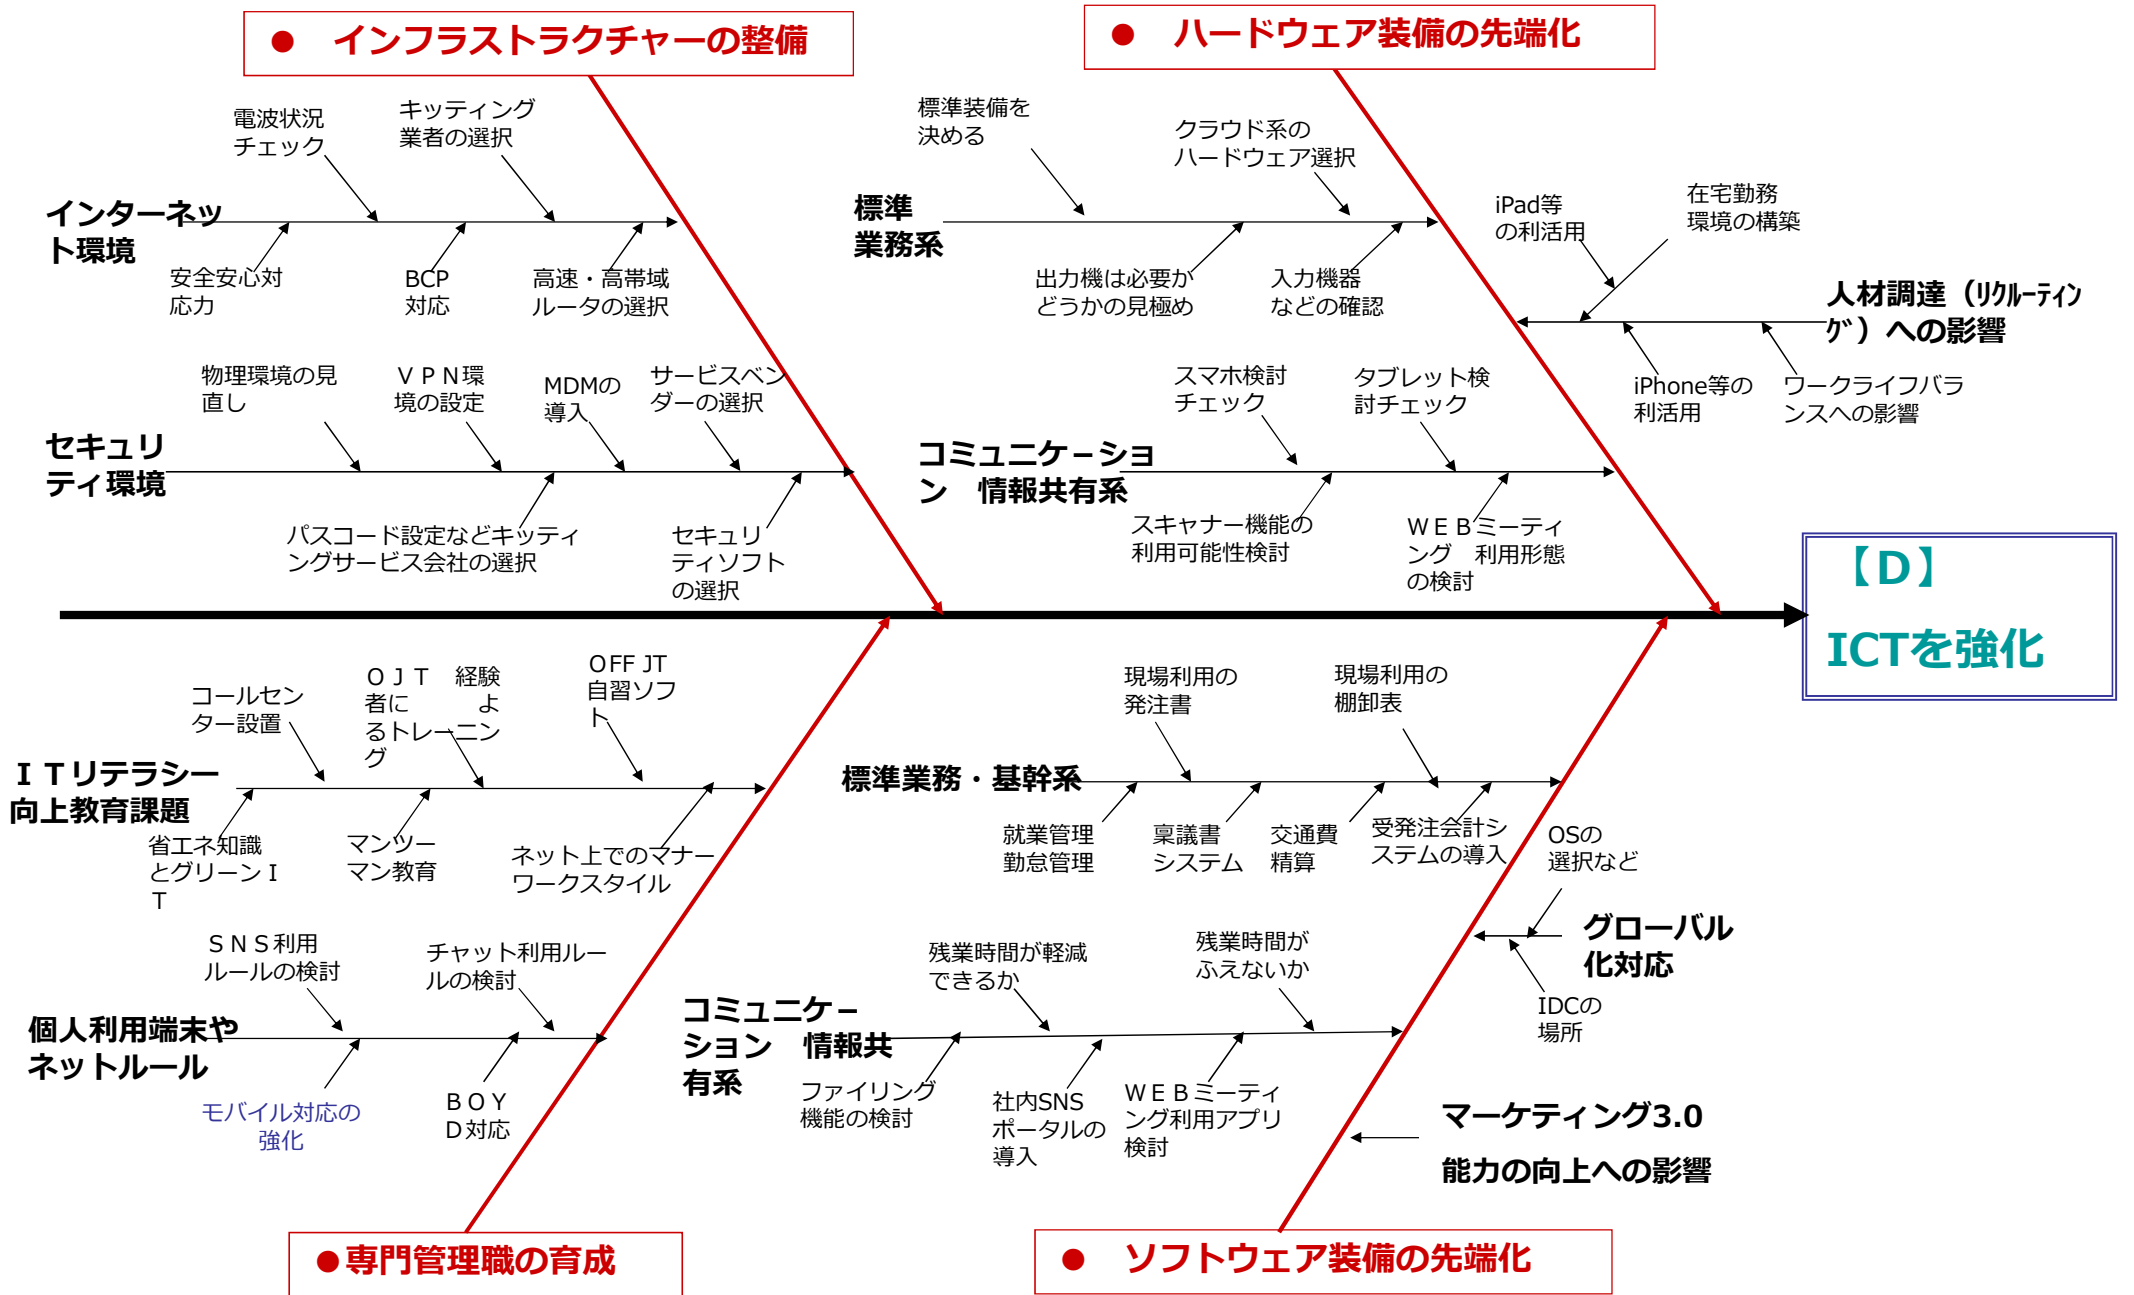 ● インフラストラクチャーの整備
● ハードウェア装備の先端化
電波状況
チェック
キッティング
業者の選択
インターネッ
ト環境
安全安心対
応力
BCP
対応
高速・高帯域
ルータの選択
標準装備を
決める
クラウド系の
ハードウェア選択
標準
業務系
出力機は必要か
どうかの見極め
入力機器
などの確認
iPad等
の利活用
在宅勤務
環境の構築
人材調達（ﾘｸﾙｰﾃｨﾝ
ｸﾞ）への影響
iPhone等の
利活用
ワークライフバラ
ンスへの影響
物理環境の見
直し
ＶＰＮ環
境の設定
MDMの
導入
サービスベン
ダーの選択
セキュリ
ティ環境
パスコード設定などキッティ
ングサービス会社の選択
セキュリ
ティソフト
の選択
スマホ検討
チェック
タブレット検
討チェック
コミュニケｰショ
ン　情報共有系
スキャナー機能の
利用可能性検討
ＷＥＢミーティ
ング　利用形態
の検討
【D】
ICTを強化
コールセン
ター設置
ＯＪＴ　経験
者に　　　よ
るトレーニン
グ
OFF JT
自習ソフ
ト
ＩＴリテラシー
向上教育課題
省エネ知識
とグリーンＩ
Ｔ
マンツー
マン教育
ネット上でのマナー
ワークスタイル
現場利用の
発注書
現場利用の
棚卸表
標準業務・基幹系
就業管理
勤怠管理
稟議書
システム
交通費
精算
受発注会計シ
ステムの導入
OSの
選択など
グローバル
化対応
IDCの
場所
ＳＮＳ利用
ルールの検討
チャット利用ルー
ルの検討
個人利用端末や
ネットルール
モバイル対応の
強化
ＢＯＹ
Ｄ対応
残業時間が軽減
できるか
残業時間が
ふえないか
コミュニケｰ
ション　情報共
有系
ファイリング
機能の検討
社内SNS
ポータルの
導入
ＷＥＢミーティ
ング利用アプリ
検討
マーケティング3.0
能力の向上への影響
●専門管理職の育成
● ソフトウェア装備の先端化